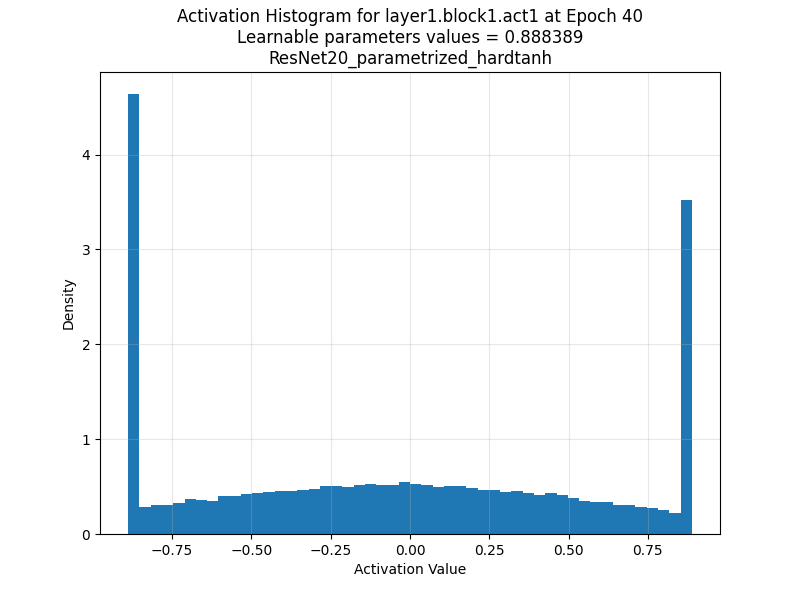 Activation Histogram for layer1.block1.act1 at Epoch 40
Learnable parameters values = 0.888389
ResNet20_parametrized_hardtanh
4
3
2
1
0
Density
−0.75 −0.50 −0.25 0.00 0.25 0.50 0.75
Activation Value